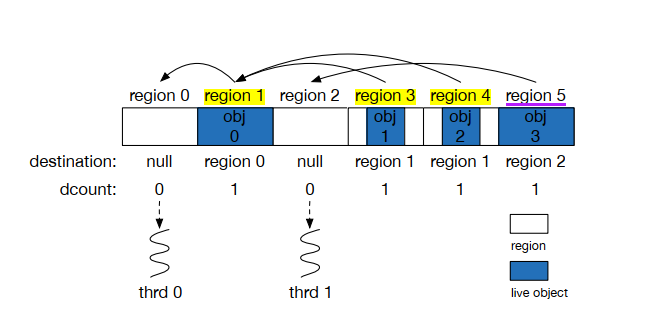 region 0 region 1 region 2 region 3 region 4 region 5
obj 0 obj 1 obj 2 obj 3
destination: null region 0 null region 1 region 1 region 2
dcount: 0 1 0 1 1 1
region
thrd 0 thrd 1 live object